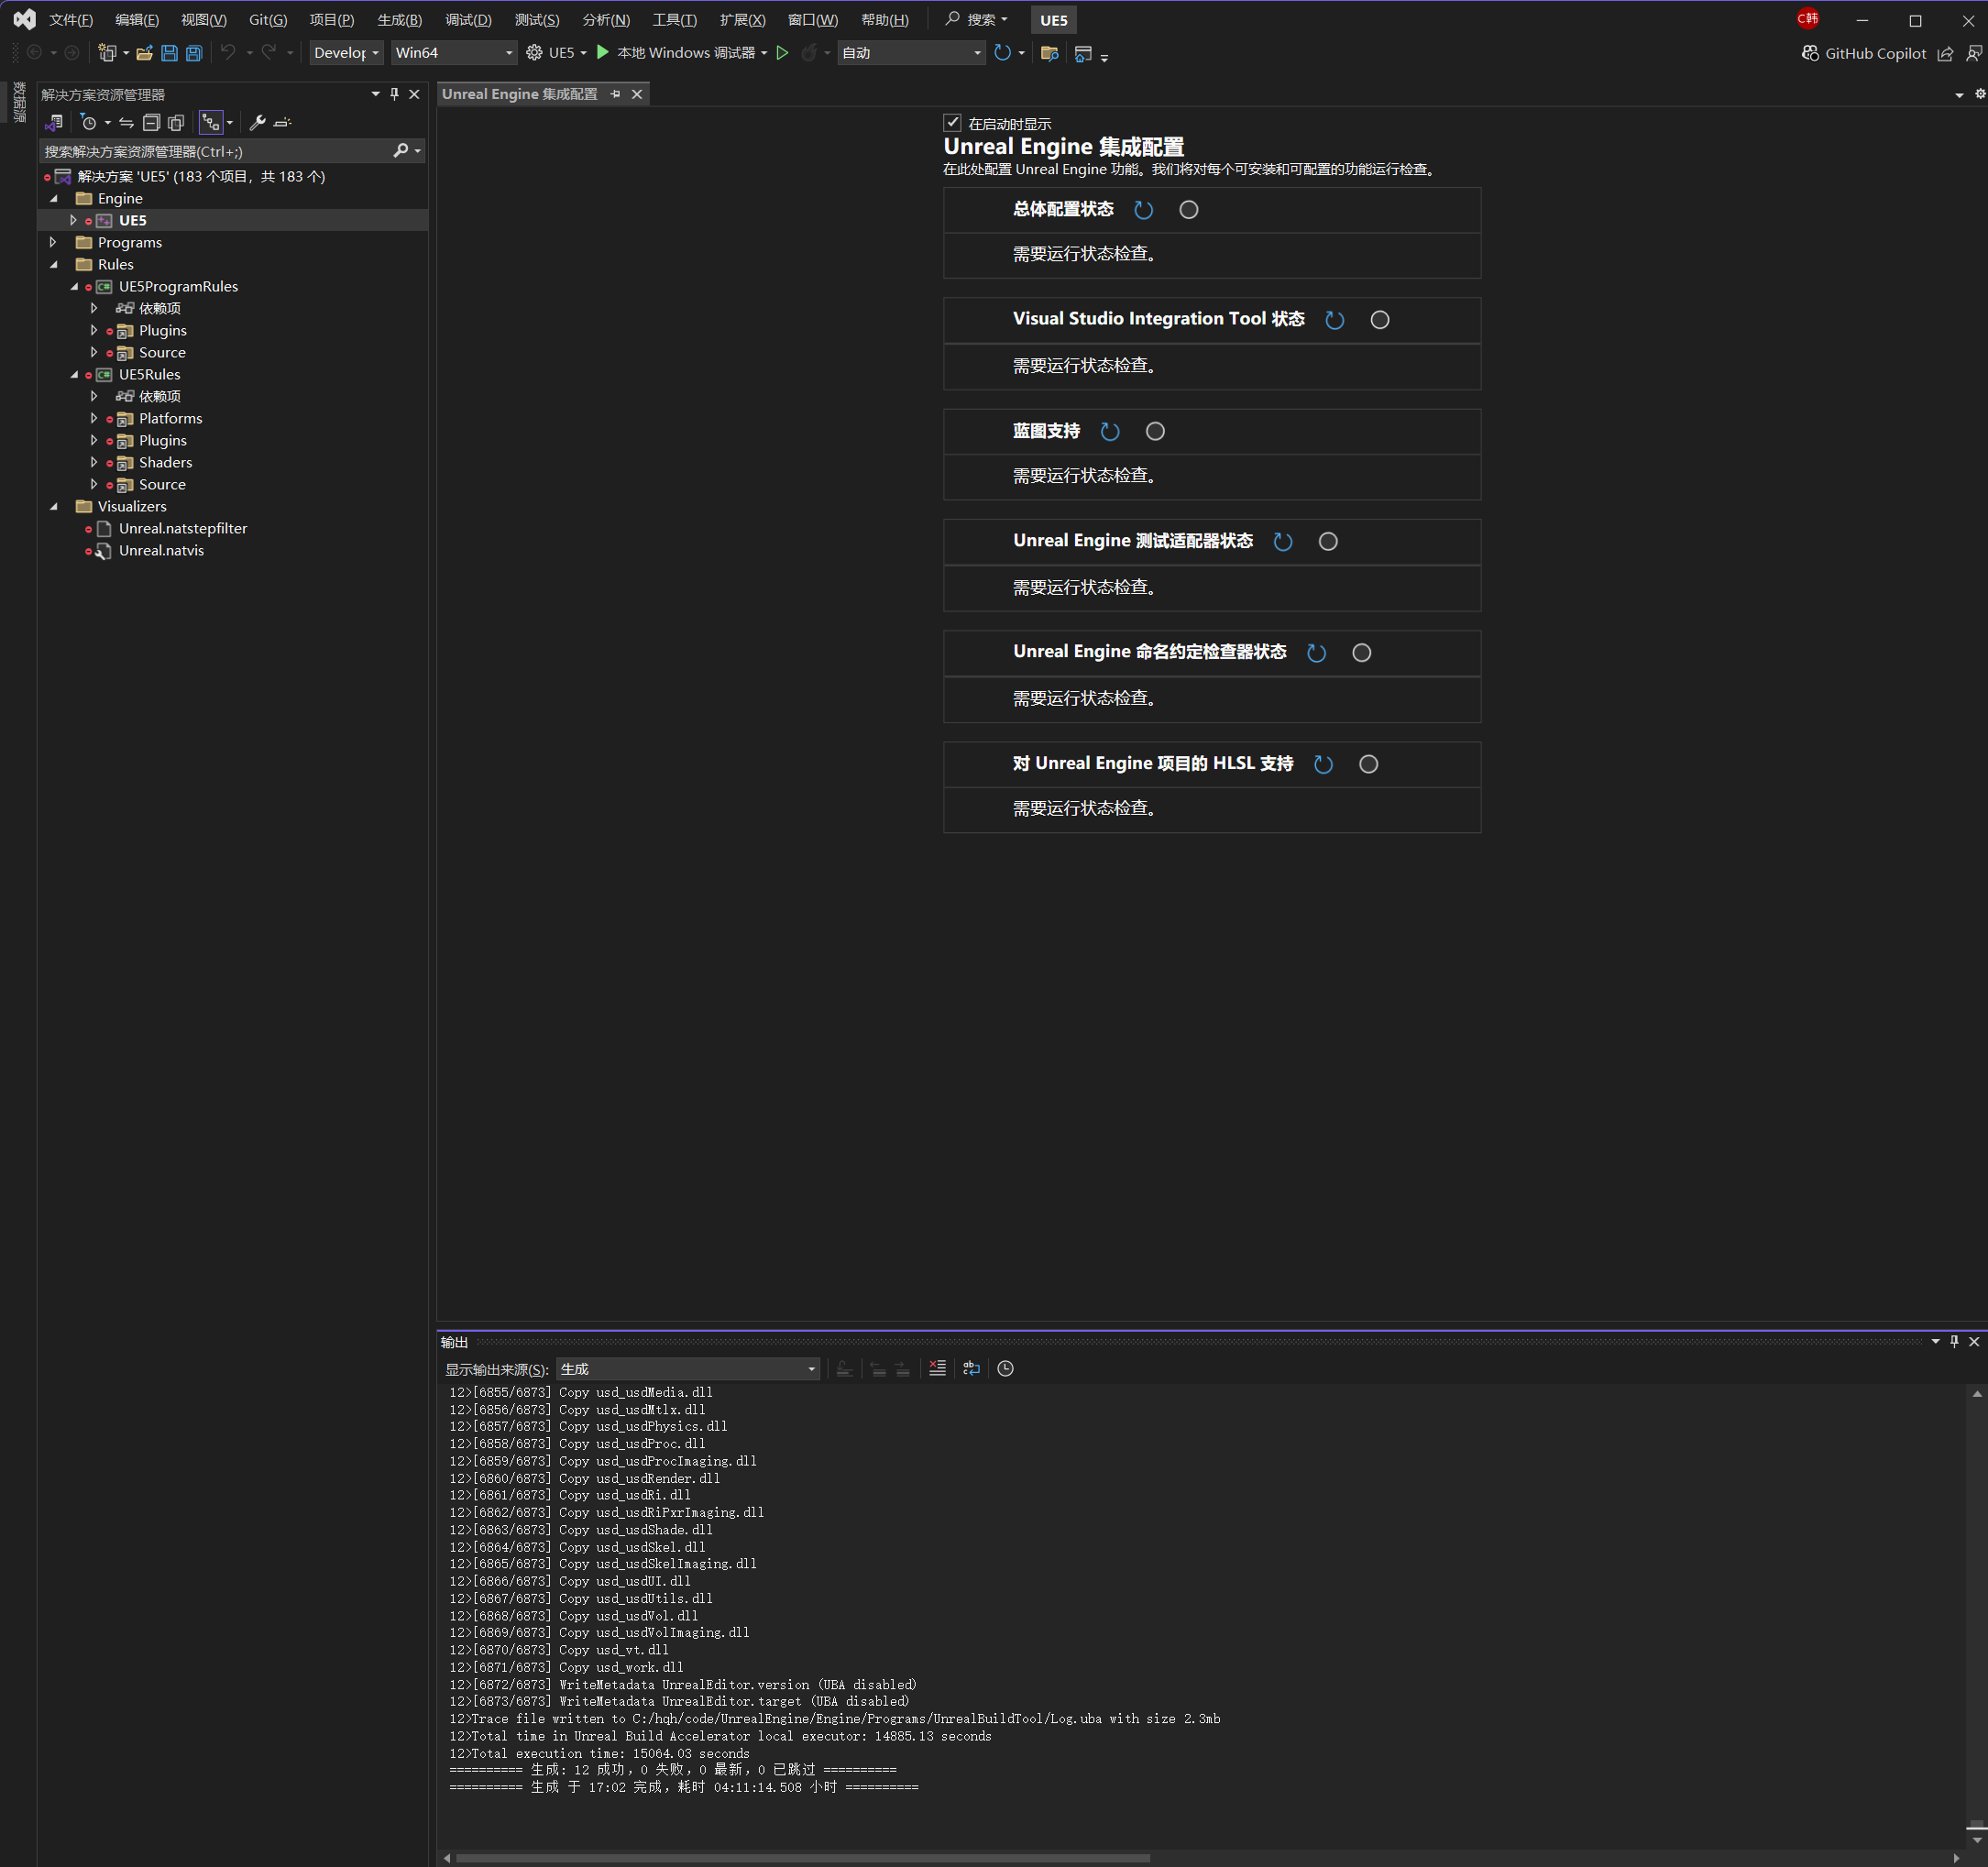 文件(F) 编辑(E) 视图(V) Git(G) 项目(P) 生成(B) 调试(D) 测试(S) 分析(N) 工具(T) 扩展(X) 窗口(W) 帮助(H) 搜索 UE5 C韩
Develop Win64 UE5 本地 Windows 调试器 自动 GitHub Copilot
数据源
解决方案资源管理器
搜索解决方案资源管理器(Ctrl+;)
解决方案 'UE5' (183 个项目，共 183 个)
Engine
UE5
Programs
Rules
UE5ProgramRules
依赖项
Plugins
Source
UE5Rules
依赖项
Platforms
Plugins
Shaders
Source
Visualizers
Unreal.natstepfilter
Unreal.natvis
Unreal Engine 集成配置
在启动时显示
Unreal Engine 集成配置
在此处配置 Unreal Engine 功能。我们将对每个可安装和可配置的功能运行检查。
总体配置状态
需要运行状态检查。
Visual Studio Integration Tool 状态
需要运行状态检查。
蓝图支持
需要运行状态检查。
Unreal Engine 测试适配器状态
需要运行状态检查。
Unreal Engine 命名约定检查器状态
需要运行状态检查。
对 Unreal Engine 项目的 HLSL 支持
需要运行状态检查。
输出
显示输出来源(S): 生成
12>[6855/6873] Copy usd_usdMedia.dll
12>[6856/6873] Copy usd_usdMtlx.dll
12>[6857/6873] Copy usd_usdPhysics.dll
12>[6858/6873] Copy usd_usdProc.dll
12>[6859/6873] Copy usd_usdProcImaging.dll
12>[6860/6873] Copy usd_usdRender.dll
12>[6861/6873] Copy usd_usdRi.dll
12>[6862/6873] Copy usd_usdRiPxrImaging.dll
12>[6863/6873] Copy usd_usdShade.dll
12>[6864/6873] Copy usd_usdSkel.dll
12>[6865/6873] Copy usd_usdSkelImaging.dll
12>[6866/6873] Copy usd_usdUI.dll
12>[6867/6873] Copy usd_usdUtils.dll
12>[6868/6873] Copy usd_usdVol.dll
12>[6869/6873] Copy usd_usdVolImaging.dll
12>[6870/6873] Copy usd_vt.dll
12>[6871/6873] Copy usd_work.dll
12>[6872/6873] WriteMetadata UnrealEditor.version (UBA disabled)
12>[6873/6873] WriteMetadata UnrealEditor.target (UBA disabled)
12>Trace file written to C:/hqh/code/UnrealEngine/Engine/Programs/UnrealBuildTool/Log.uba with size 2.3mb
12>Total time in Unreal Build Accelerator local executor: 14885.13 seconds
12>Total execution time: 15064.03 seconds
========== 生成: 12 成功，0 失败，0 最新，0 已跳过 ==========
========== 生成 于 17:02 完成，耗时 04:11:14.508 小时 ==========